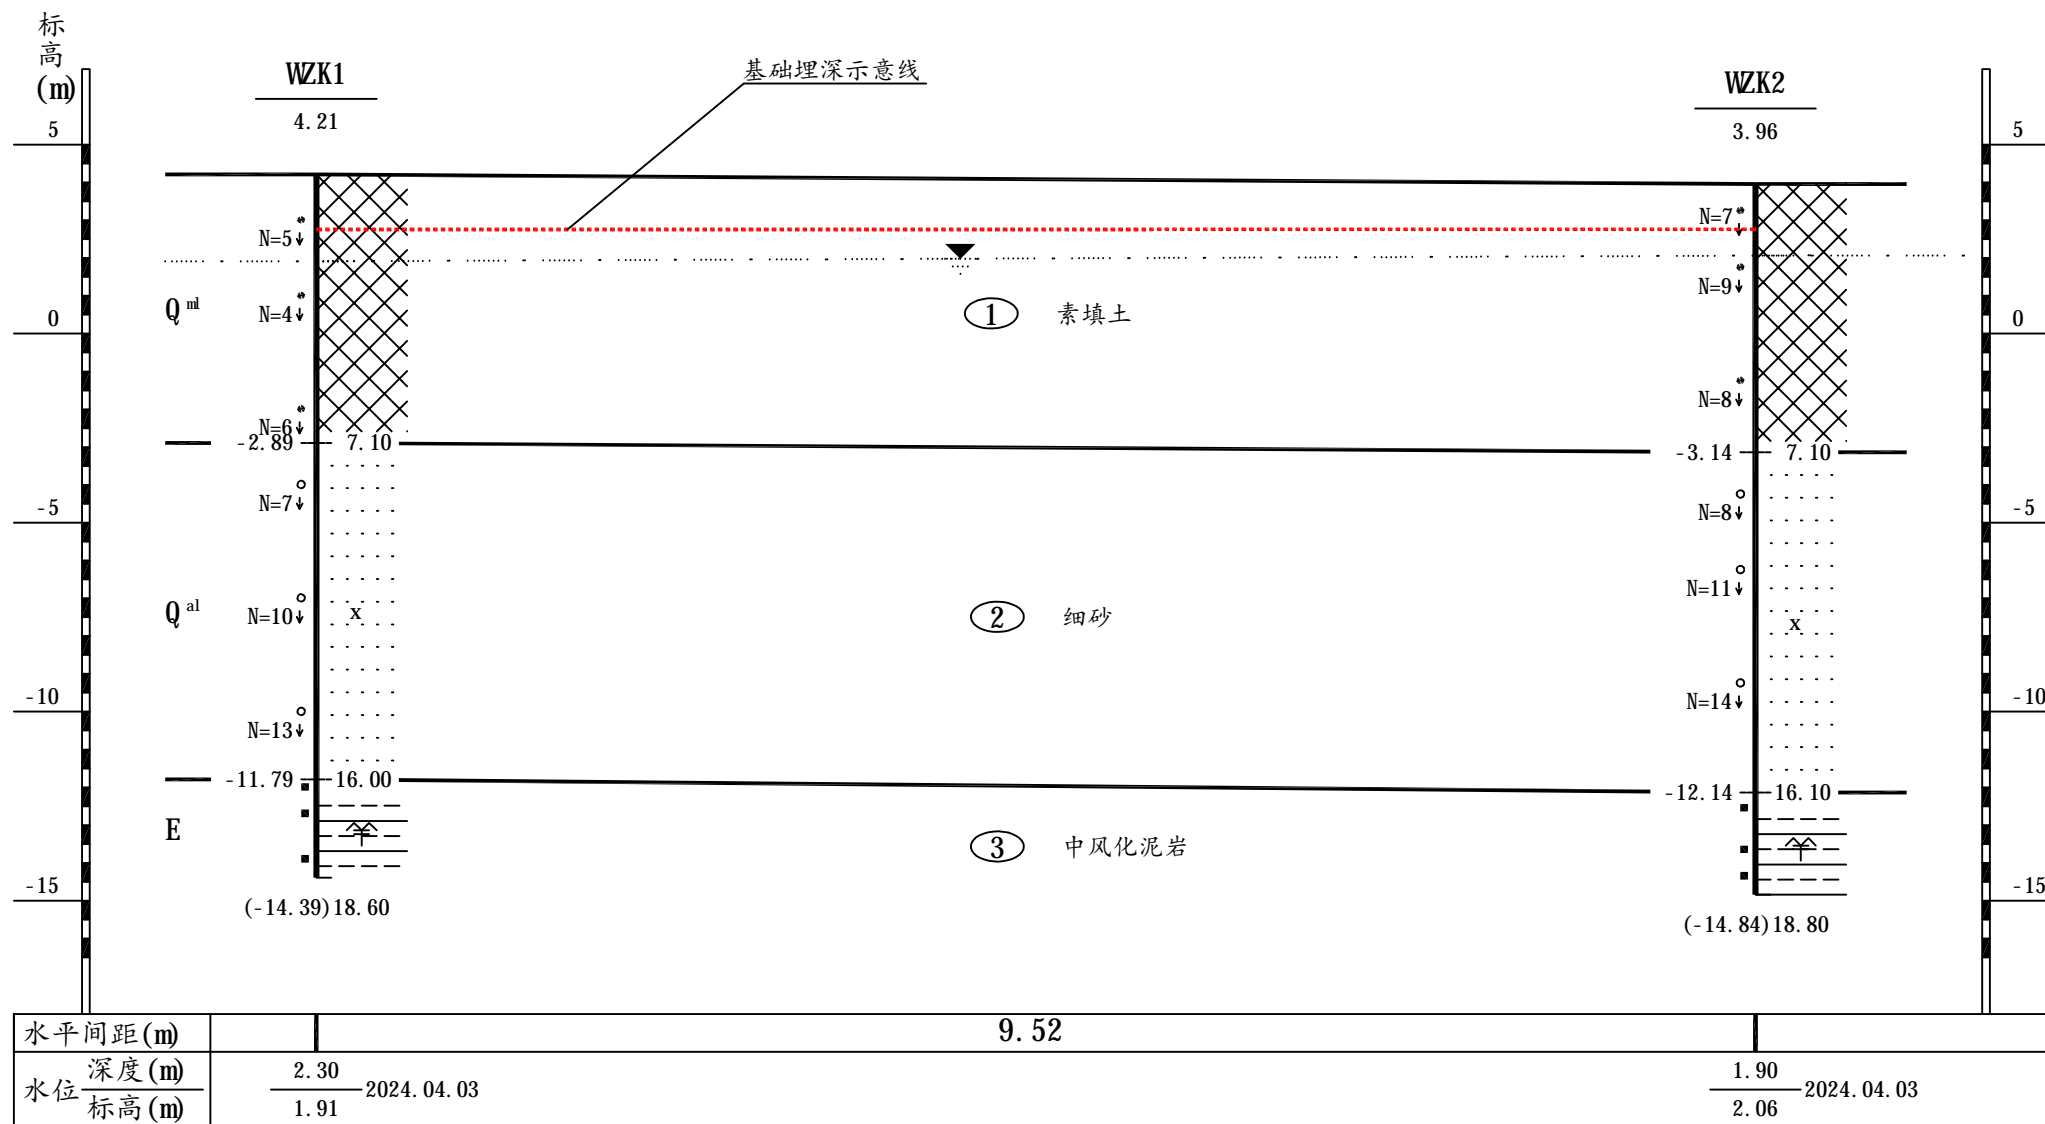 标
高
(m)
WZK1
4.21
基础埋深示意线
WZK2
3.96
5
5
N=5
N=7
Q ml
N=4
N=9
0
0
1 素填土
N=6
N=8
-2.89 7.10
-3.14 7.10
N=7
N=8
-5
-5
Q al
N=10
x
N=11
x
2 细砂
-10
-10
N=13
N=14
-11.79 16.00
-12.14 16.10
E
3 中风化泥岩
-15
-15
(-14.39)18.60
(-14.84)18.80
水平间距(m)
9.52
水位 深度(m)
标高(m)
2.30
1.91
2024.04.03
1.90
2.06
2024.04.03